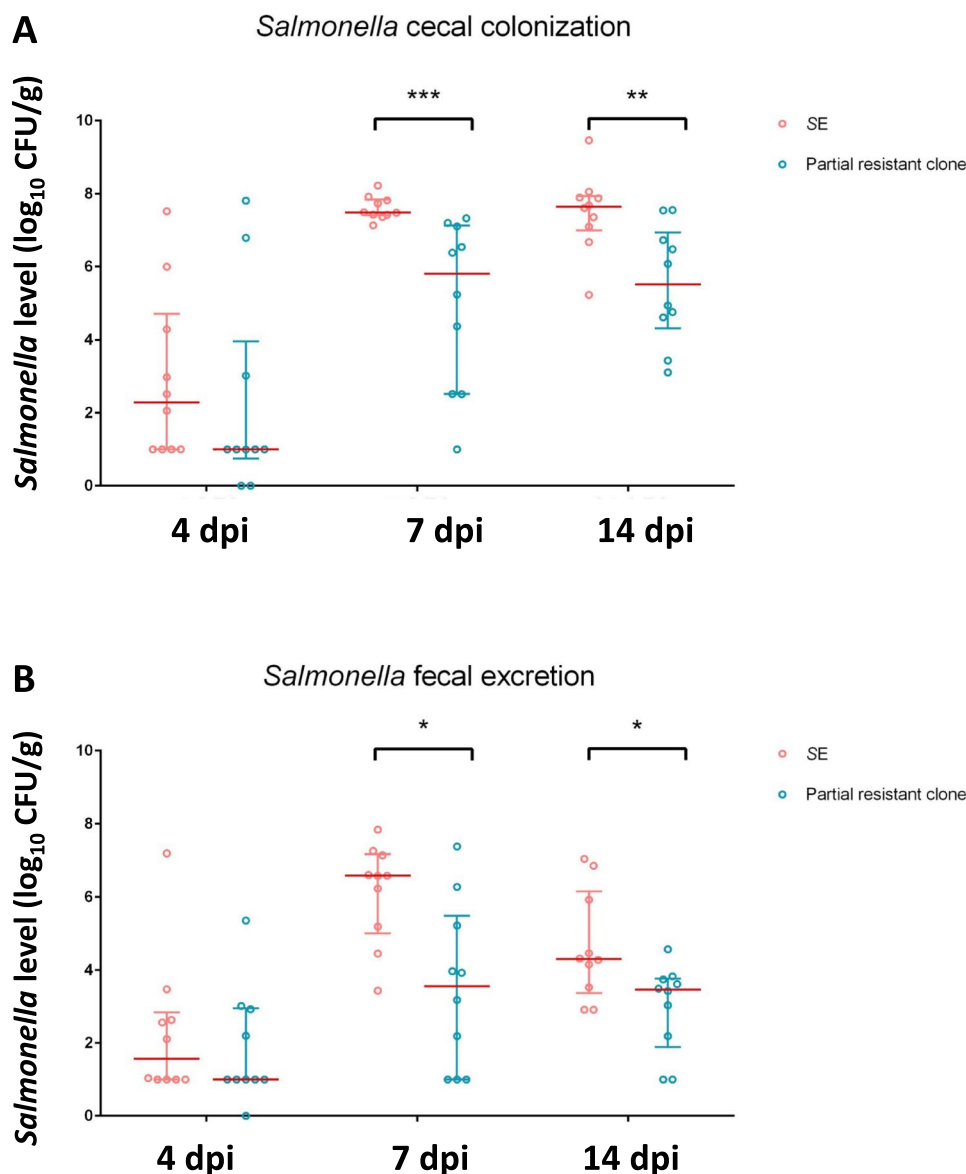 A
Salmonella cecal colonization
Salmonella level (log10 CFU/g)
10
8
6
4
2
0
***
**
SE
Partial resistant clone
4 dpi
7 dpi
14 dpi
B
Salmonella fecal excretion
Salmonella level (log10 CFU/g)
10
8
6
4
2
0
*
*
SE
Partial resistant clone
4 dpi
7 dpi
14 dpi